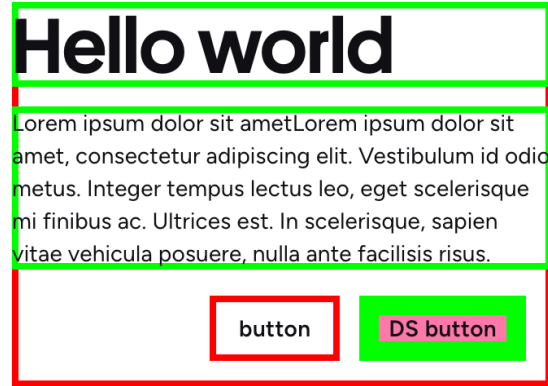 Hello world
Lorem ipsum dolor sit ametLorem ipsum dolor sit
amet, consectetur adipiscing elit. Vestibulum id odio
metus. Integer tempus lectus leo, eget scelerisque
mi finibus ac. Ultrices est. In scelerisque, sapien
vitae vehicula posuere, nulla ante facilisis risus.
button DS button